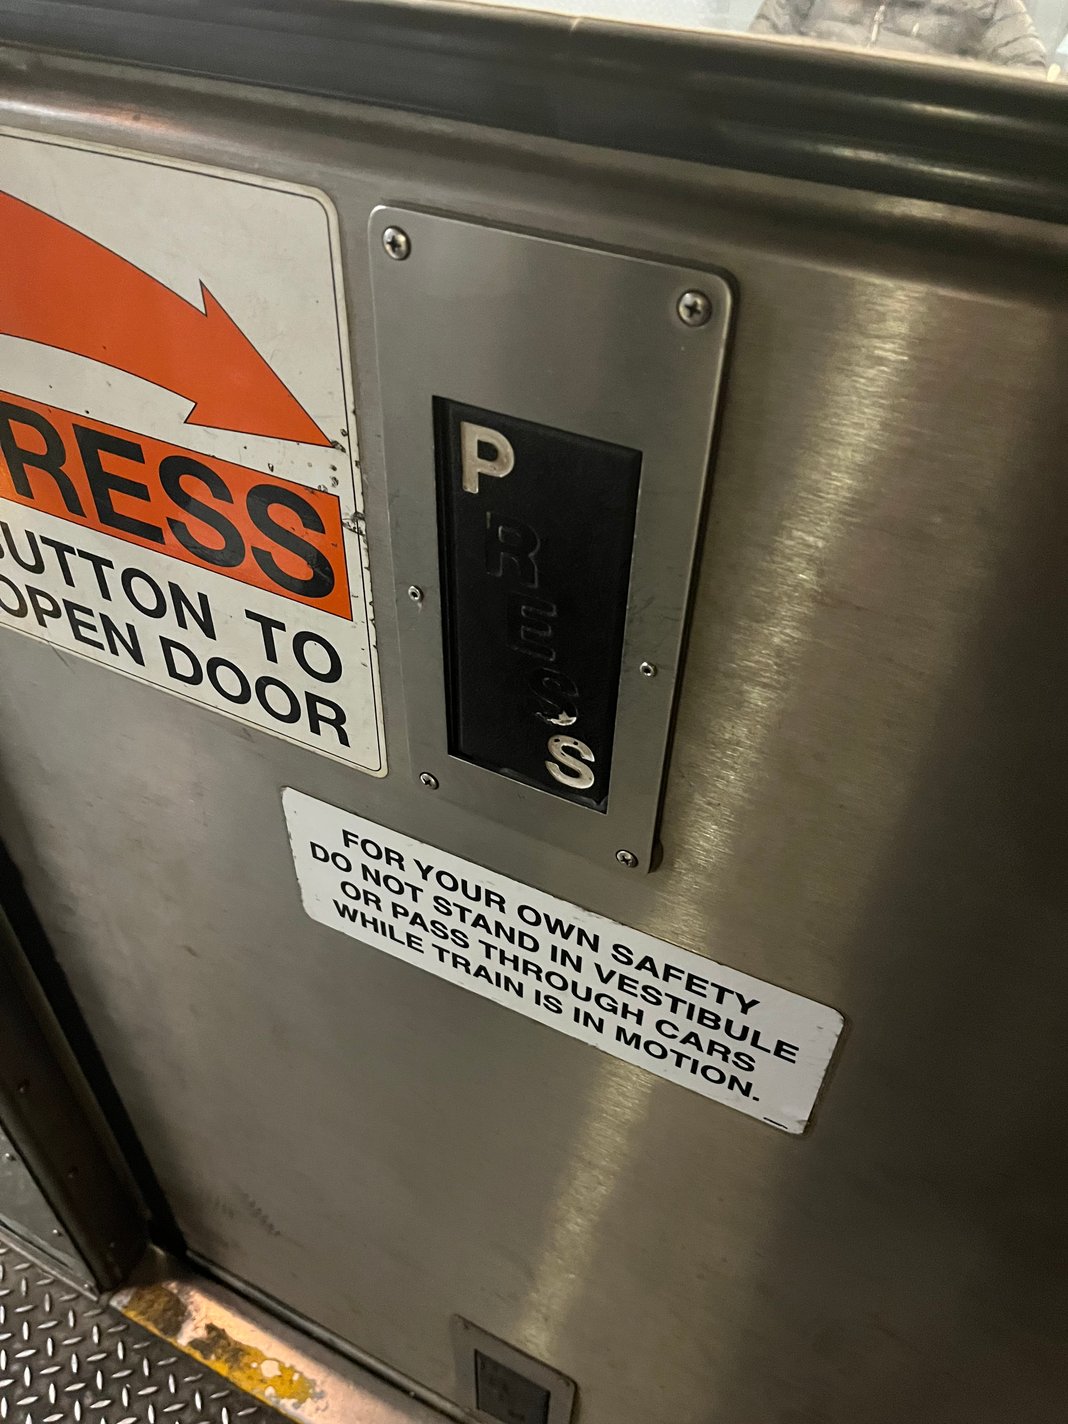 RESS
BUTTON TO
OPEN DOOR
P
R
E
S
S
FOR YOUR OWN SAFETY
DO NOT STAND IN VESTIBULE
OR PASS THROUGH CARS
WHILE TRAIN IS IN MOTION.